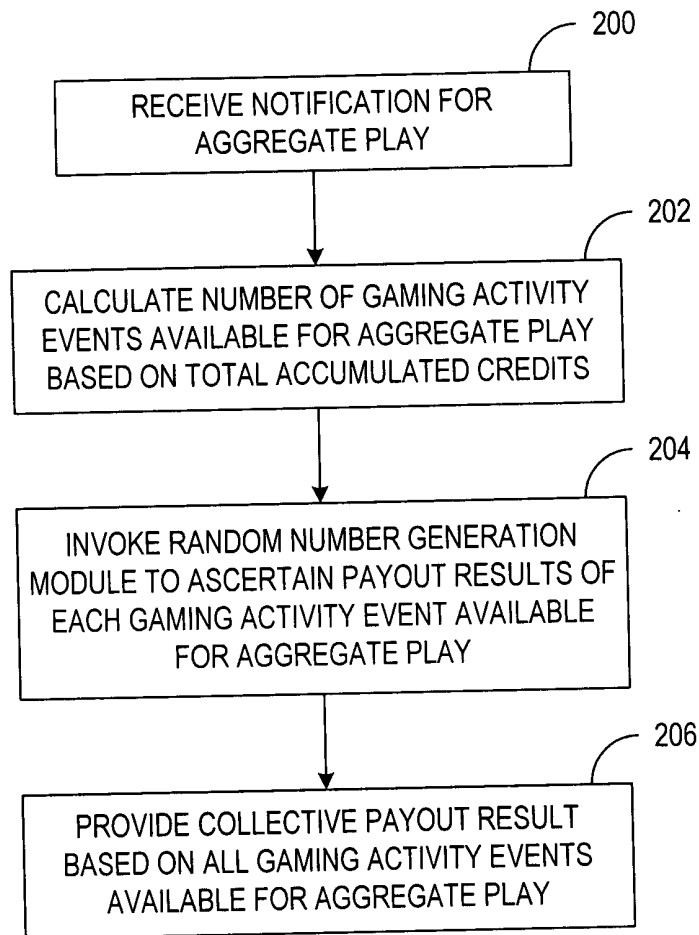 200
RECEIVE NOTIFICATION FOR
AGGREGATE PLAY
202
CALCULATE NUMBER OF GAMING ACTIVITY
EVENTS AVAILABLE FOR AGGREGATE PLAY
BASED ON TOTAL ACCUMULATED CREDITS
204
INVOKE RANDOM NUMBER GENERATION
MODULE TO ASCERTAIN PAYOUT RESULTS OF
EACH GAMING ACTIVITY EVENT AVAILABLE
FOR AGGREGATE PLAY
206
PROVIDE COLLECTIVE PAYOUT RESULT
BASED ON ALL GAMING ACTIVITY EVENTS
AVAILABLE FOR AGGREGATE PLAY